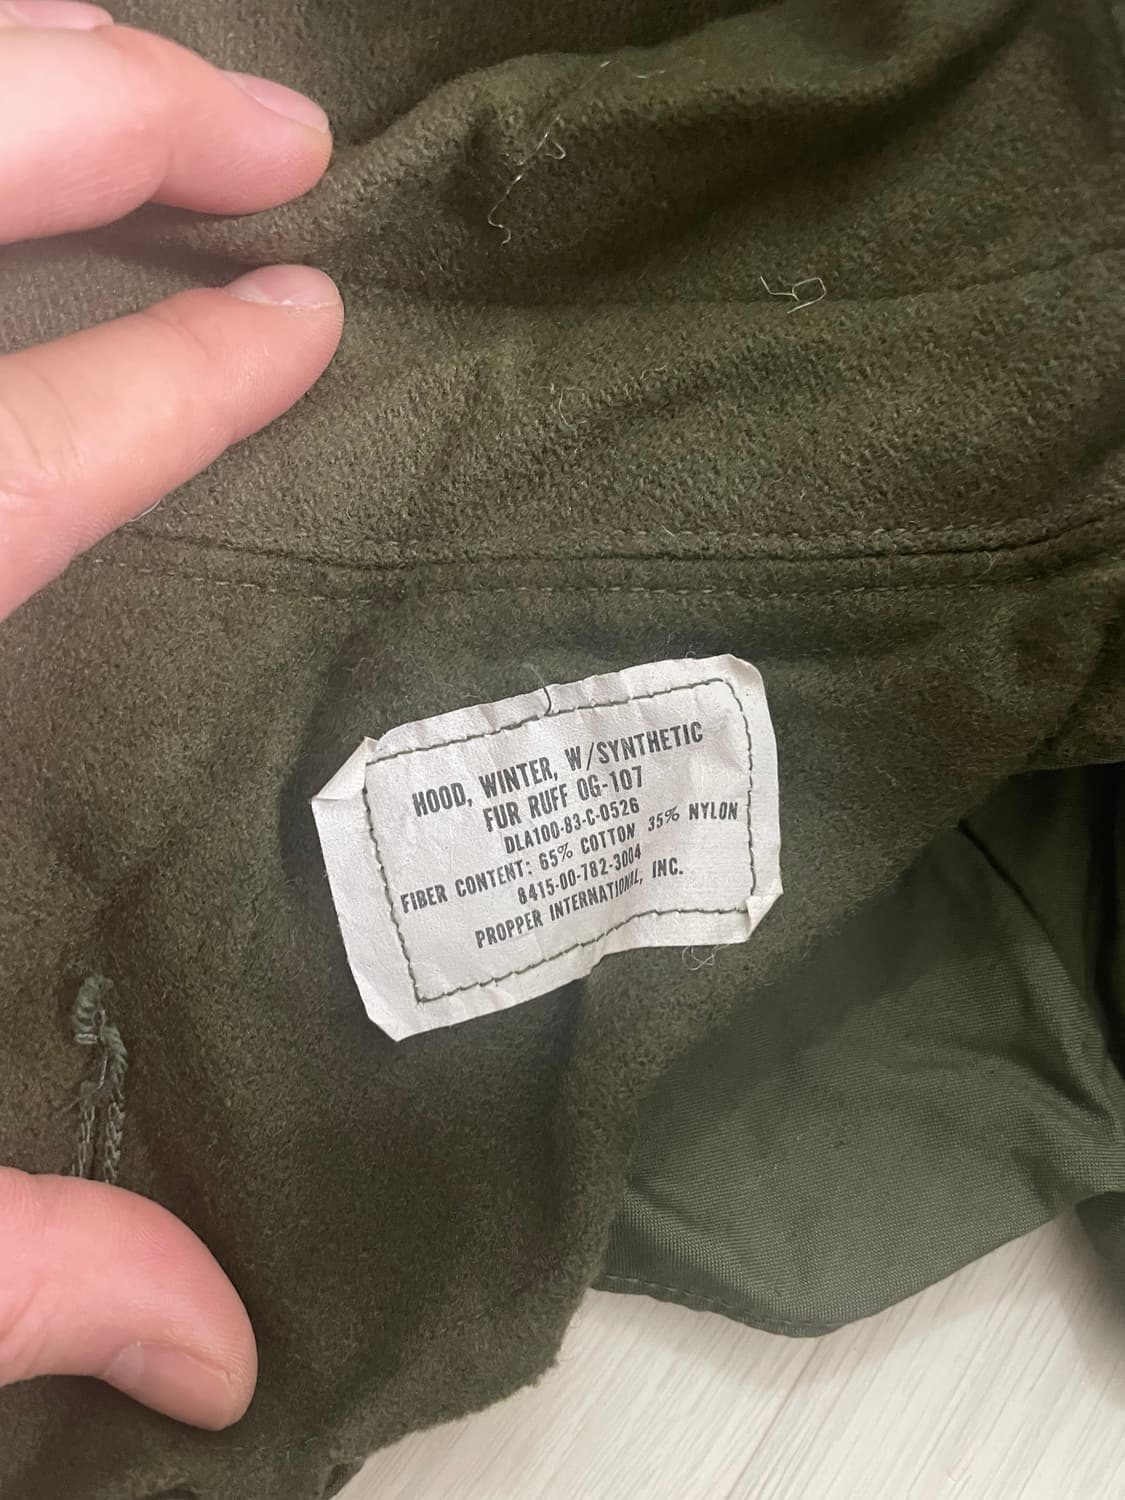 HOOD, WINTER, W/SYNTHETIC
FUR RUFF OG-107
DLA100-83-C-0526
FIBER CONTENT: 65% COTTON 35% NYLON
8415-00-782-3004
PROPPER INTERNATIONAL, INC.